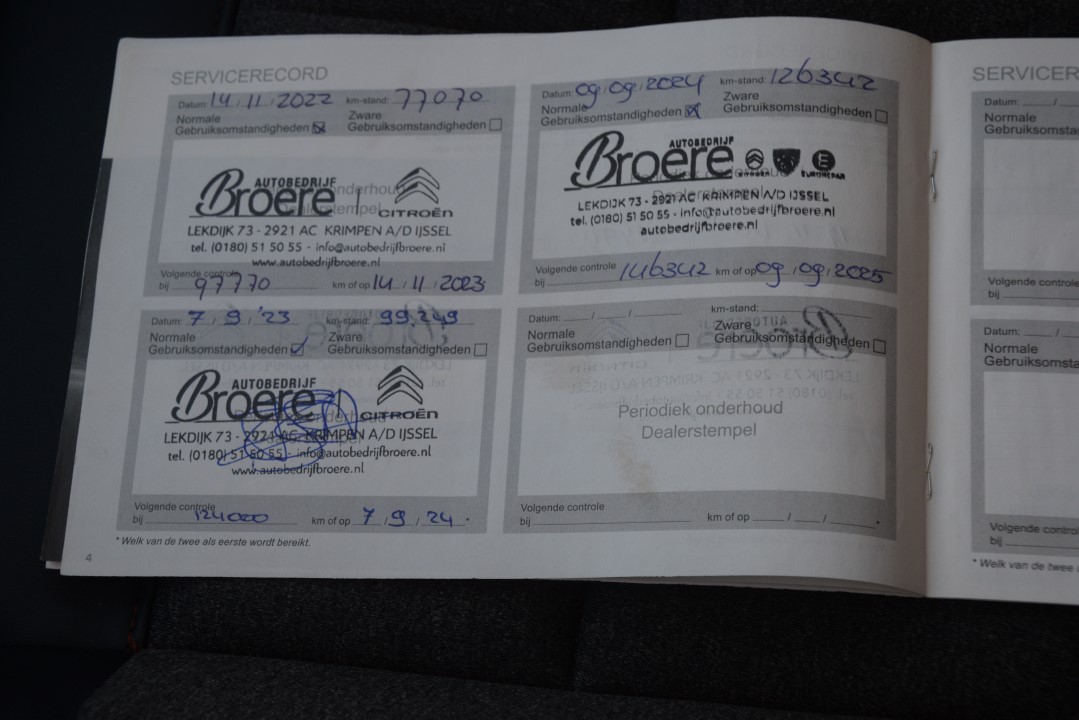 SERVICERECORD
Datum: 14 / 11 / 2022 km-stand: 77070
Normale
Gebruiksomstandigheden
Zware
Gebruiksomstandigheden
AUTOBEDRIJF
Broere
CITROËN
LEKDIJK 73 - 2921 AC KRIMPEN A/D IJSSEL
tel. (0180) 51 50 55 - info@autobedrijfbroere.nl
www.autobedrijfbroere.nl
Volgende controle
bij 97770 km of op 14 / 11 / 2023
Datum: 7 / 9 / '23 km-stand: 99.249
Normale
Gebruiksomstandigheden
Zware
Gebruiksomstandigheden
AUTOBEDRIJF
Broere
CITROËN
LEKDIJK 73 - 2921 AC KRIMPEN A/D IJSSEL
tel. (0180) 51 50 55 - info@autobedrijfbroere.nl
www.autobedrijfbroere.nl
Volgende controle
bij 124000 km of op 7 / 9 / 24 .
* Welk van de twee als eerste wordt bereikt.
4
Datum: 09 / 09 / 2024 km-stand: 126342
Normale
Gebruiksomstandigheden
Zware
Gebruiksomstandigheden
AUTOBEDRIJF
Broere
EUROREPAR
LEKDIJK 73 - 2921 AC KRIMPEN A/D IJSSEL
tel. (0180) 51 50 55 - info@autobedrijfbroere.nl
autobedrijfbroere.nl
Volgende controle
bij 146342 km of op 09 / 09 / 2025
Datum: / / km-stand:
Normale
Gebruiksomstandigheden
Zware
Gebruiksomstandigheden
Periodiek onderhoud
Dealerstempel
Volgende controle
bij km of op / /
SERVICER
Datum: /
Normale
Gebruiksomsta
Volgende controle
bij
Datum: /
Normale
Gebruiksomsta
Volgende control
bij
* Welk van de twee